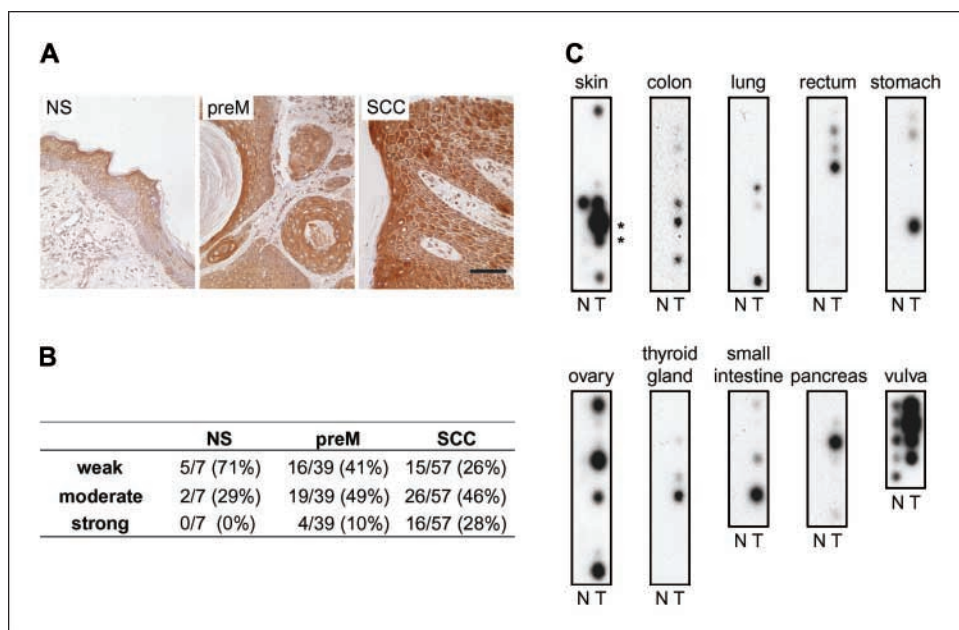 A
NS
preM
SCC
B
NS preM SCC
weak 5/7 (71%) 16/39 (41%) 15/57 (26%)
moderate 2/7 (29%) 19/39 (49%) 26/57 (46%)
strong 0/7 (0%) 4/39 (10%) 16/57 (28%)
C
skin colon lung rectum stomach
*
*
N T N T N T N T N T
ovary thyroid gland small intestine pancreas vulva
N T N T N T N T N T